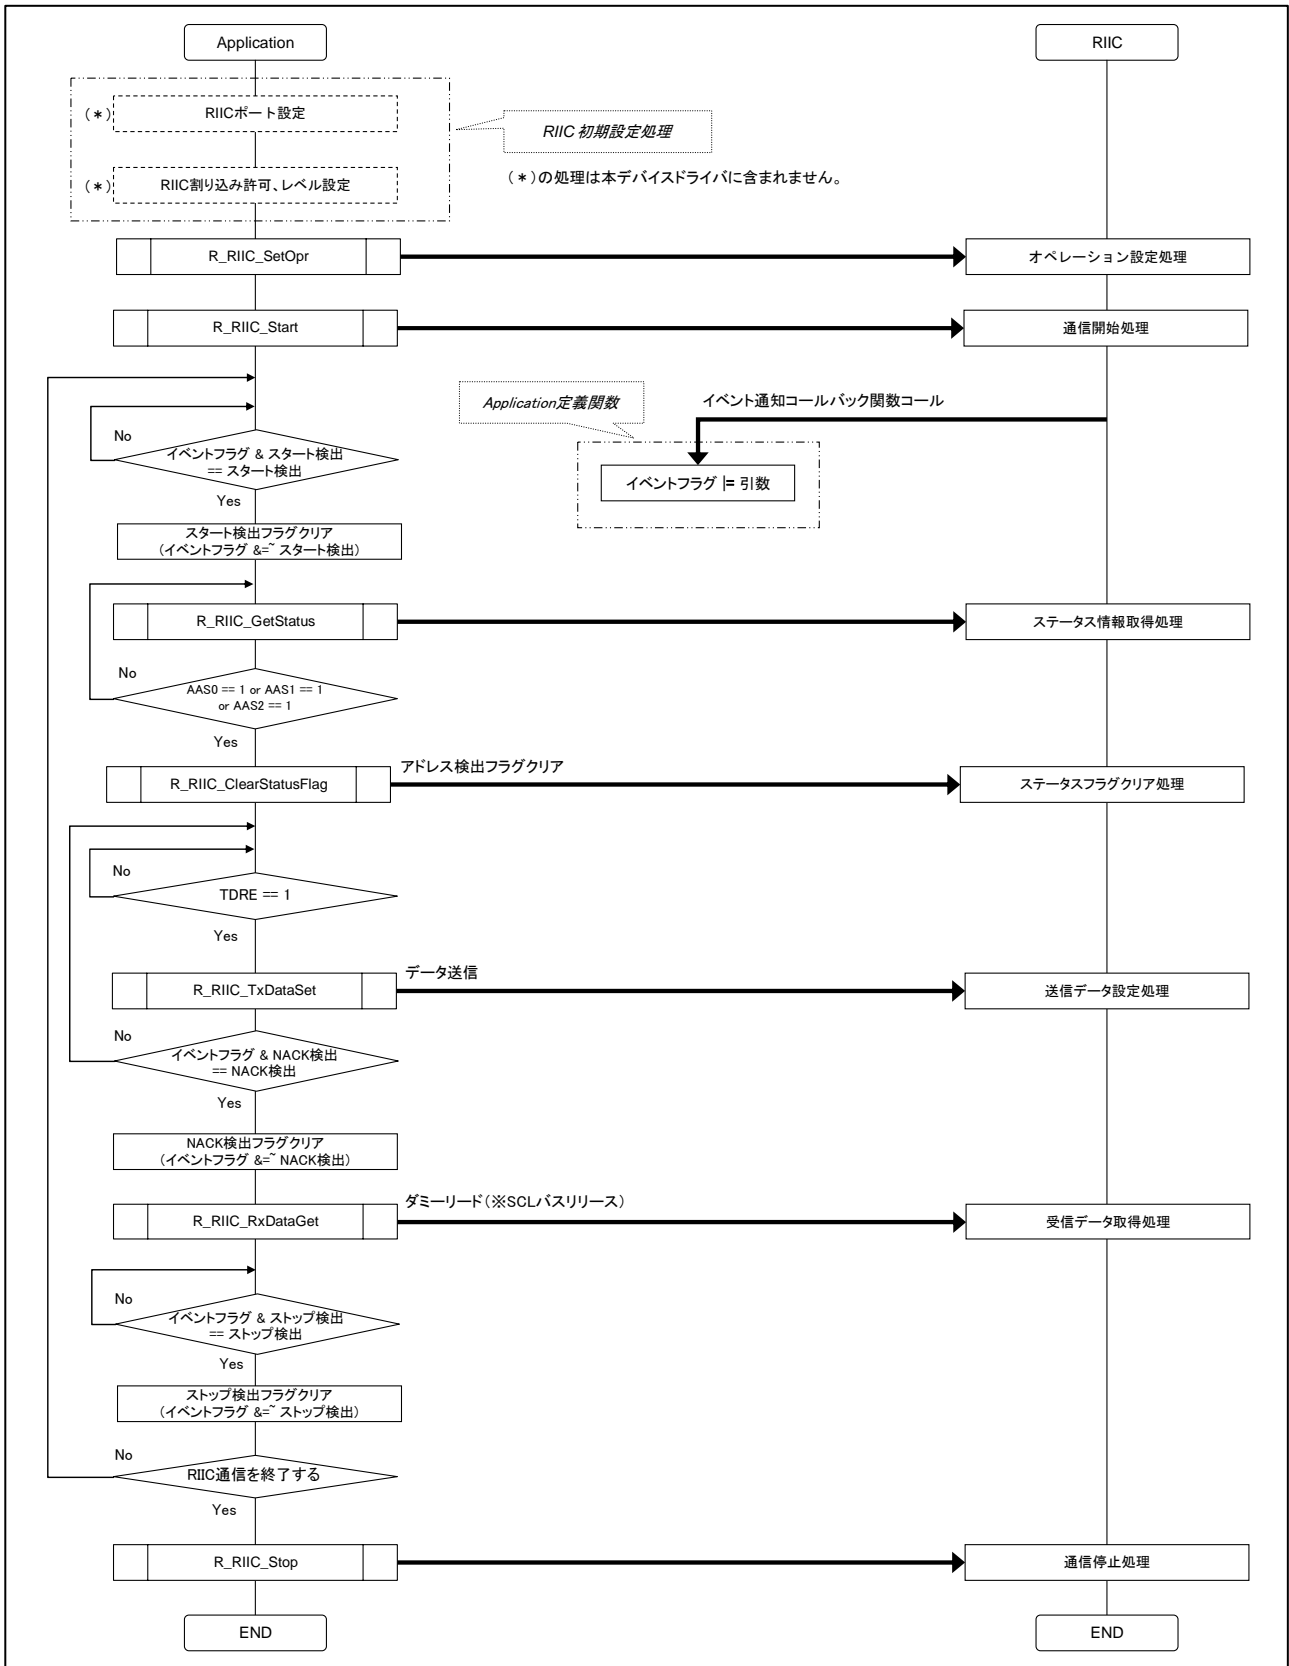 Application
RIIC
(*)
RIICポート設定
RIIC 初期設定処理
(*)
RIIC割り込み許可、レベル設定
(*)の処理は本デバイスドライバに含まれません。
R_RIIC_SetOpr
オペレーション設定処理
R_RIIC_Start
通信開始処理
Application定義関数
イベント通知コールバック関数コール
No
イベントフラグ & スタート検出
== スタート検出
イベントフラグ |= 引数
Yes
スタート検出フラグクリア
(イベントフラグ &=~ スタート検出)
R_RIIC_GetStatus
ステータス情報取得処理
No
AAS0 == 1 or AAS1 == 1
or AAS2 == 1
Yes
アドレス検出フラグクリア
R_RIIC_ClearStatusFlag
ステータスフラグクリア処理
No
TDRE == 1
Yes
データ送信
R_RIIC_TxDataSet
送信データ設定処理
No
イベントフラグ & NACK検出
== NACK検出
Yes
NACK検出フラグクリア
(イベントフラグ &=~ NACK検出)
ダミーリード(※SCLバスリリース)
R_RIIC_RxDataGet
受信データ取得処理
No
イベントフラグ & ストップ検出
== ストップ検出
Yes
ストップ検出フラグクリア
(イベントフラグ &=~ ストップ検出)
No
RIIC通信を終了する
Yes
R_RIIC_Stop
通信停止処理
END
END